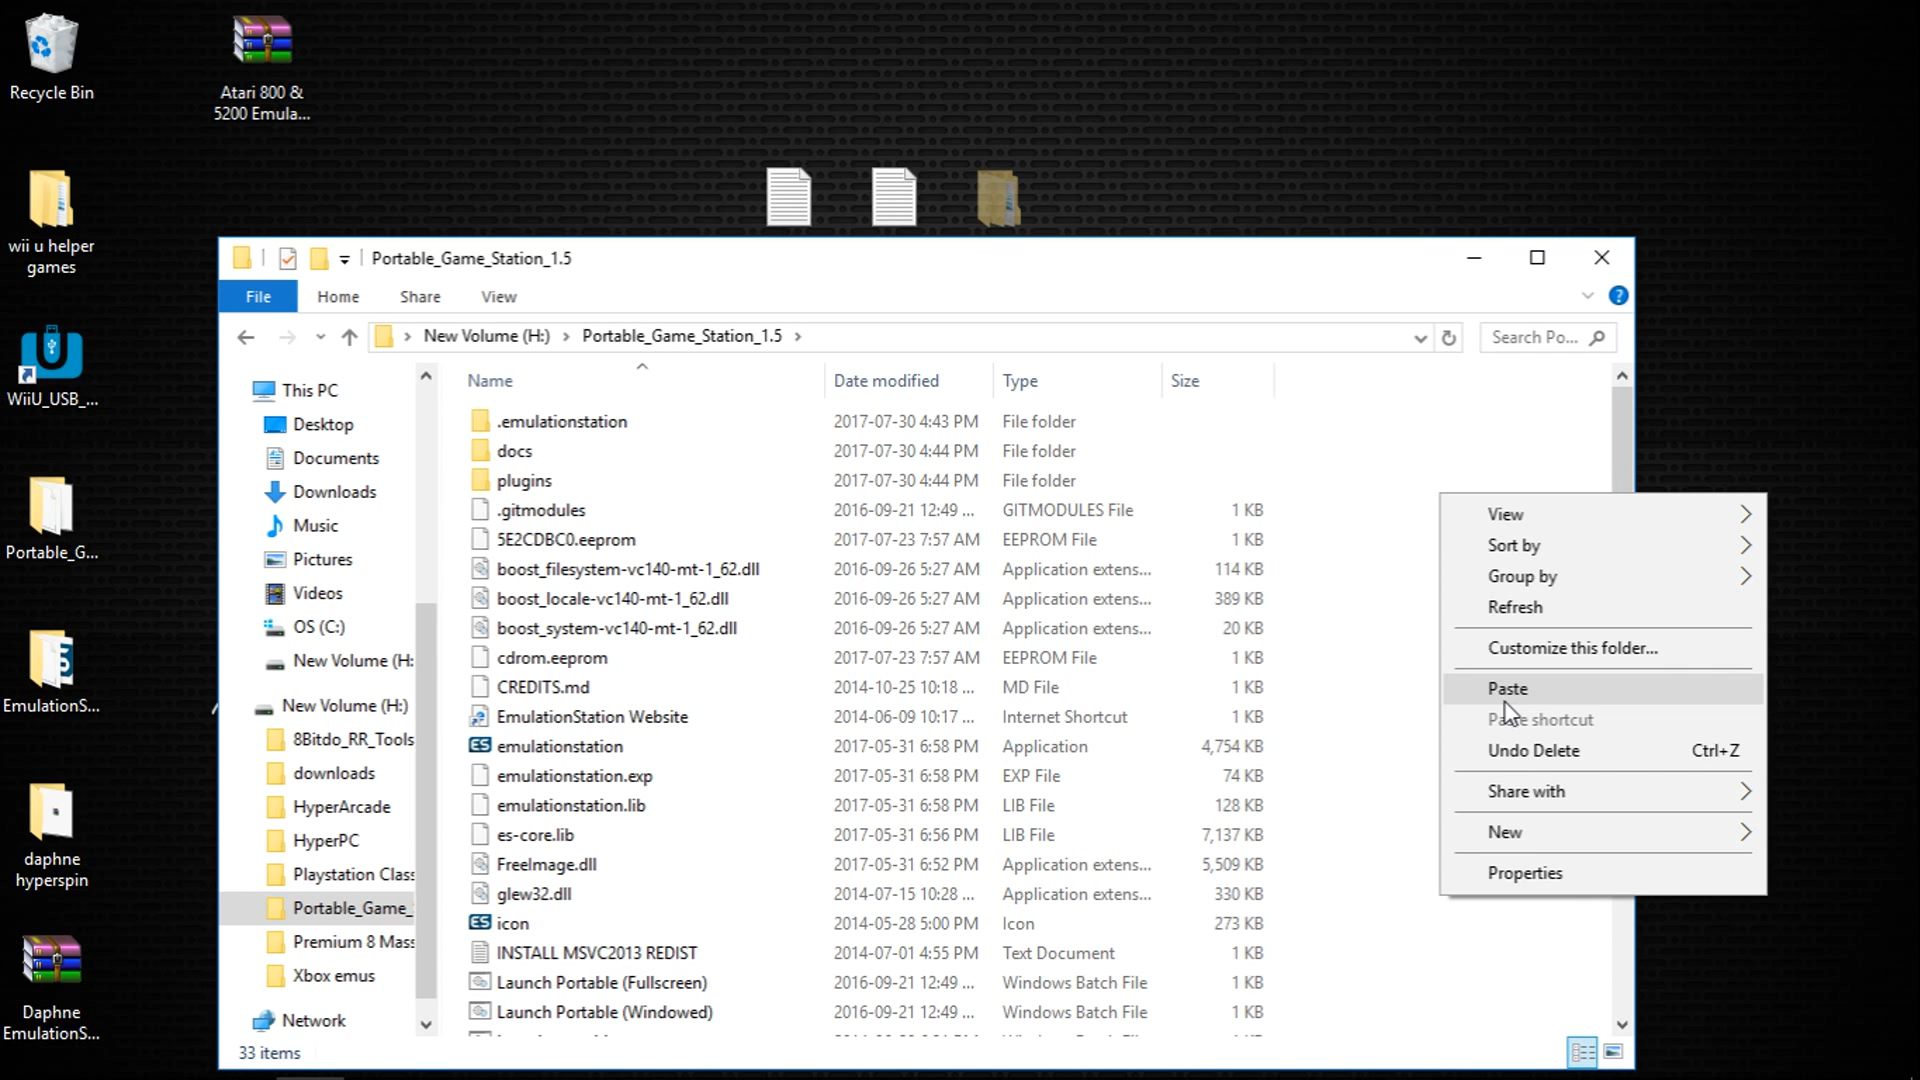 Recycle Bin
Atari 800 &
5200 Emula...
wii u helper
games
WiiU_USB_...
Portable_G...
EmulationS...
daphne
hyperspin
Daphne
EmulationS...
Portable_Game_Station_1.5
File Home Share View
New Volume (H:) Portable_Game_Station_1.5
Search Po...
This PC
Desktop
Documents
Downloads
Music
Pictures
Videos
OS (C:)
New Volume (H:
New Volume (H:)
8Bitdo_RR_Tools
downloads
HyperArcade
HyperPC
Playstation Class
Portable_Game_
Premium 8 Mass
Xbox emus
Network
Name Date modified Type Size
.emulationstation 2017-07-30 4:43 PM File folder
docs 2017-07-30 4:44 PM File folder
plugins 2017-07-30 4:44 PM File folder
.gitmodules 2016-09-21 12:49 ... GITMODULES File 1 KB
5E2CDBC0.eeprom 2017-07-23 7:57 AM EEPROM File 1 KB
boost_filesystem-vc140-mt-1_62.dll 2016-09-26 5:27 AM Application extens... 114 KB
boost_locale-vc140-mt-1_62.dll 2016-09-26 5:27 AM Application extens... 389 KB
boost_system-vc140-mt-1_62.dll 2016-09-26 5:27 AM Application extens... 20 KB
cdrom.eeprom 2017-07-23 7:57 AM EEPROM File 1 KB
CREDITS.md 2014-10-25 10:18 ... MD File 1 KB
EmulationStation Website 2014-06-09 10:17 ... Internet Shortcut 1 KB
ES emulationstation 2017-05-31 6:58 PM Application 4,754 KB
emulationstation.exp 2017-05-31 6:58 PM EXP File 74 KB
emulationstation.lib 2017-05-31 6:58 PM LIB File 128 KB
es-core.lib 2017-05-31 6:56 PM LIB File 7,137 KB
FreeImage.dll 2017-05-31 6:52 PM Application extens... 5,509 KB
glew32.dll 2014-07-15 10:28 ... Application extens... 330 KB
ES icon 2014-05-28 5:00 PM Icon 273 KB
INSTALL MSVC2013 REDIST 2014-07-01 4:55 PM Text Document 1 KB
Launch Portable (Fullscreen) 2016-09-21 12:49 ... Windows Batch File 1 KB
Launch Portable (Windowed) 2016-09-21 12:49 ... Windows Batch File 1 KB
33 items
View
Sort by
Group by
Refresh
Customize this folder...
Paste
Paste shortcut
Undo Delete Ctrl+Z
Share with
New
Properties